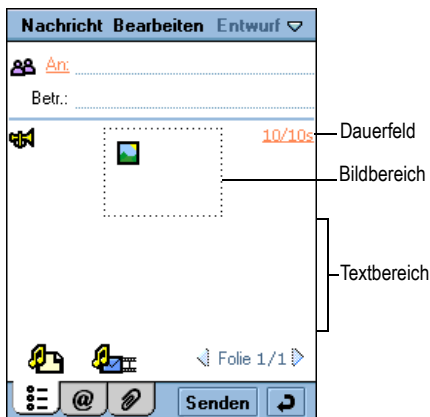 Nachricht Bearbeiten Entwurf
An:
Betr.:
10/10s
Dauerfeld
Bildbereich
Textbereich
Folie 1/1
@
Senden